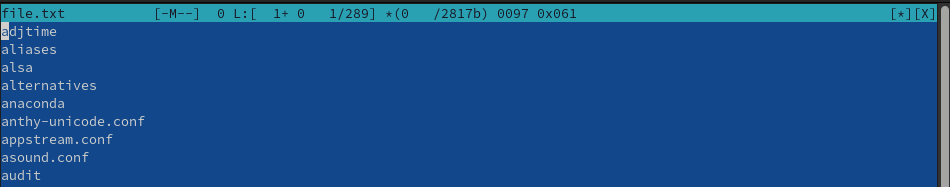 file.txt [-M--] 0 L:[ 1+ 0 1/289] *(0 /2817b) 0097 0x061 [*][X]
adjtime
aliases
alsa
alternatives
anaconda
anthy-unicode.conf
appstream.conf
asound.conf
audit